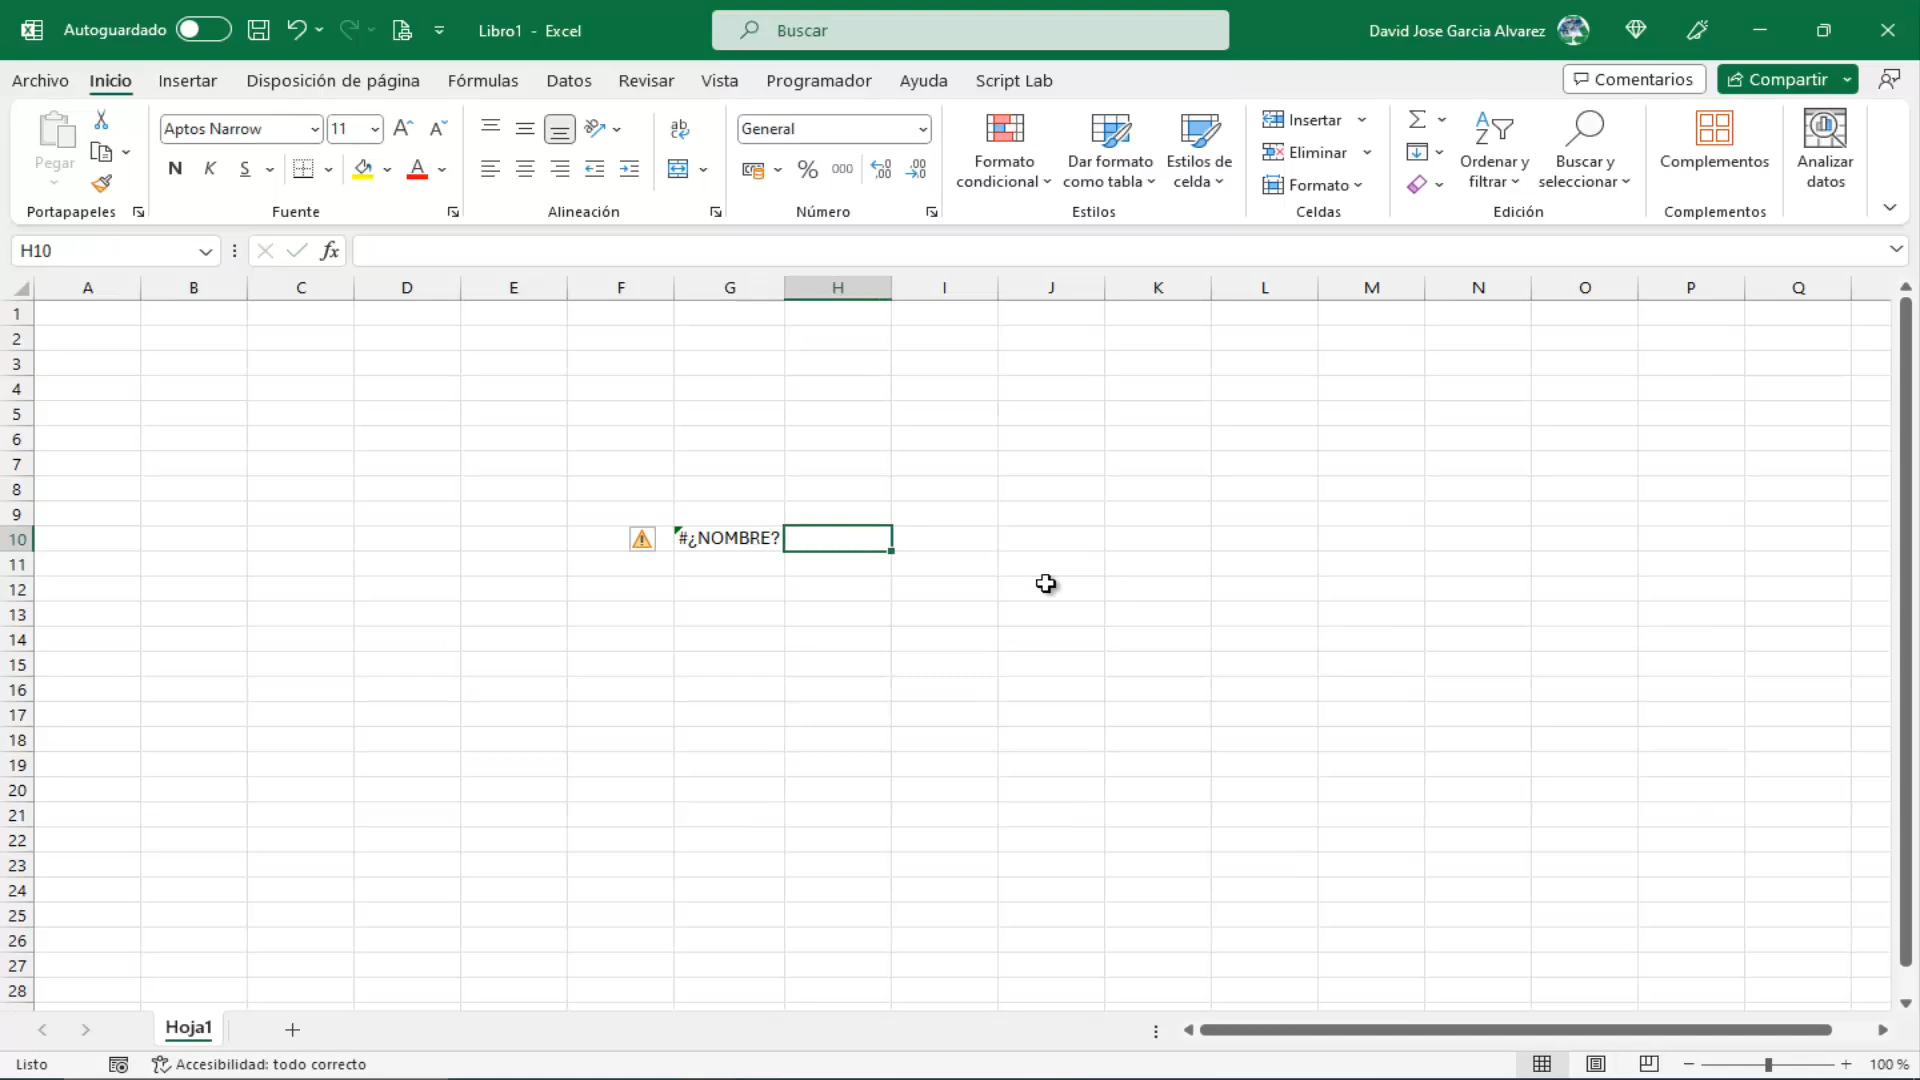 Autoguardado
Libro1 - Excel
Buscar
David Jose Garcia Alvarez
Archivo Inicio Insertar Disposición de página Fórmulas Datos Revisar Vista Programador Ayuda Script Lab
Comentarios
Compartir
Pegar
Portapapeles
Aptos Narrow
11
N K S
Fuente
ab
Alineación
General
% 000
Número
Formato condicional
Dar formato como tabla
Estilos de celda
Estilos
Insertar
Eliminar
Formato
Celdas
Ordenar y filtrar
Buscar y seleccionar
Edición
Complementos
Complementos
Analizar datos
H10
fx
A B C D E F G H I J K L M N O P Q
1
2
3
4
5
6
7
8
9
10 #¿NOMBRE?
11
12
13
14
15
16
17
18
19
20
21
22
23
24
25
26
27
28
Hoja1
Listo
Accesibilidad: todo correcto
100 %